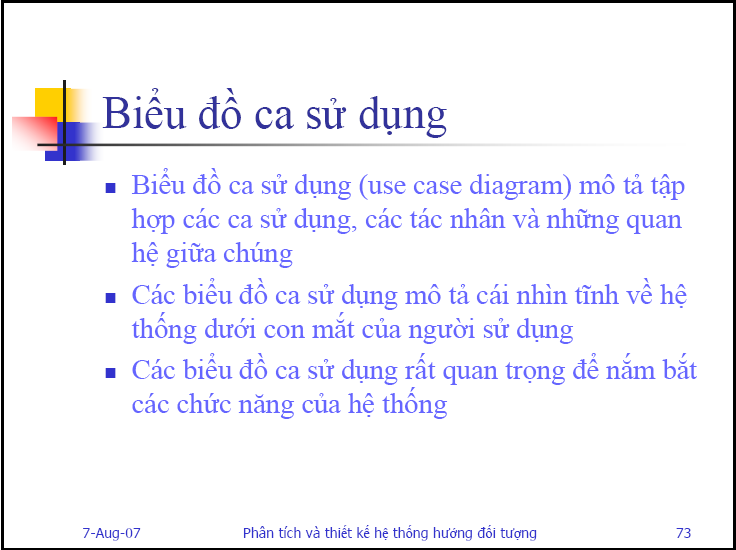 Biểu đồ ca sử dụng
Biểu đồ ca sử dụng (use case diagram) mô tả tập
hợp các ca sử dụng, các tác nhân và những quan
hệ giữa chúng
Các biểu đồ ca sử dụng mô tả cái nhìn tĩnh về hệ
thống dưới con mắt của người sử dụng
Các biểu đồ ca sử dụng rất quan trọng để nắm bắt
các chức năng của hệ thống
7-Aug-07 Phân tích và thiết kế hệ thống hướng đối tượng 73